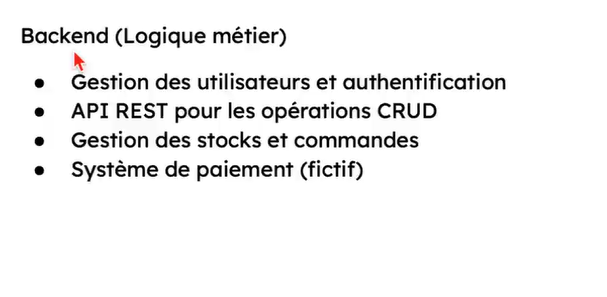 Backend (Logique métier)
● Gestion des utilisateurs et authentification
● API REST pour les opérations CRUD
● Gestion des stocks et commandes
● Système de paiement (fictif)